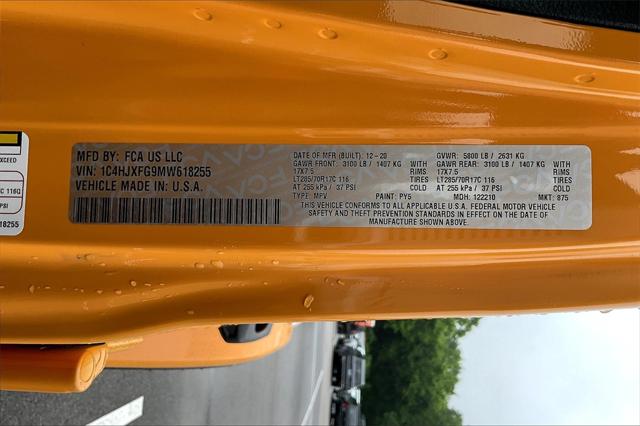 EXCEED
C 116Q
PSI
18255
MFD BY: FCA US LLC
VIN: 1C4HJXFG9MW618255
VEHICLE MADE IN U.S.A.
DATE OF MFR (BUILT): 12-20
GAWR FRONT: 3100 LB / 1407 KG
17X7.5 RIMS
LT285/70R17C 116 TIRES
AT 255 kPa / 37 PSI COLD
TYPE: MPV
GVWR: 5800 LB / 2631 KG
GAWR REAR: 3100 LB / 1407 KG
17X7.5 RIMS
LT285/70R17C 116 TIRES
AT 255 kPa / 37 PSI COLD
PAINT: PY5 MDH: 122210 MKT: 875
THIS VEHICLE CONFORMS TO ALL APPLICABLE U.S.A. FEDERAL MOTOR VEHICLE
SAFETY AND THEFT PREVENTION STANDARDS IN EFFECT ON THE DATE OF
MANUFACTURE SHOWN ABOVE.